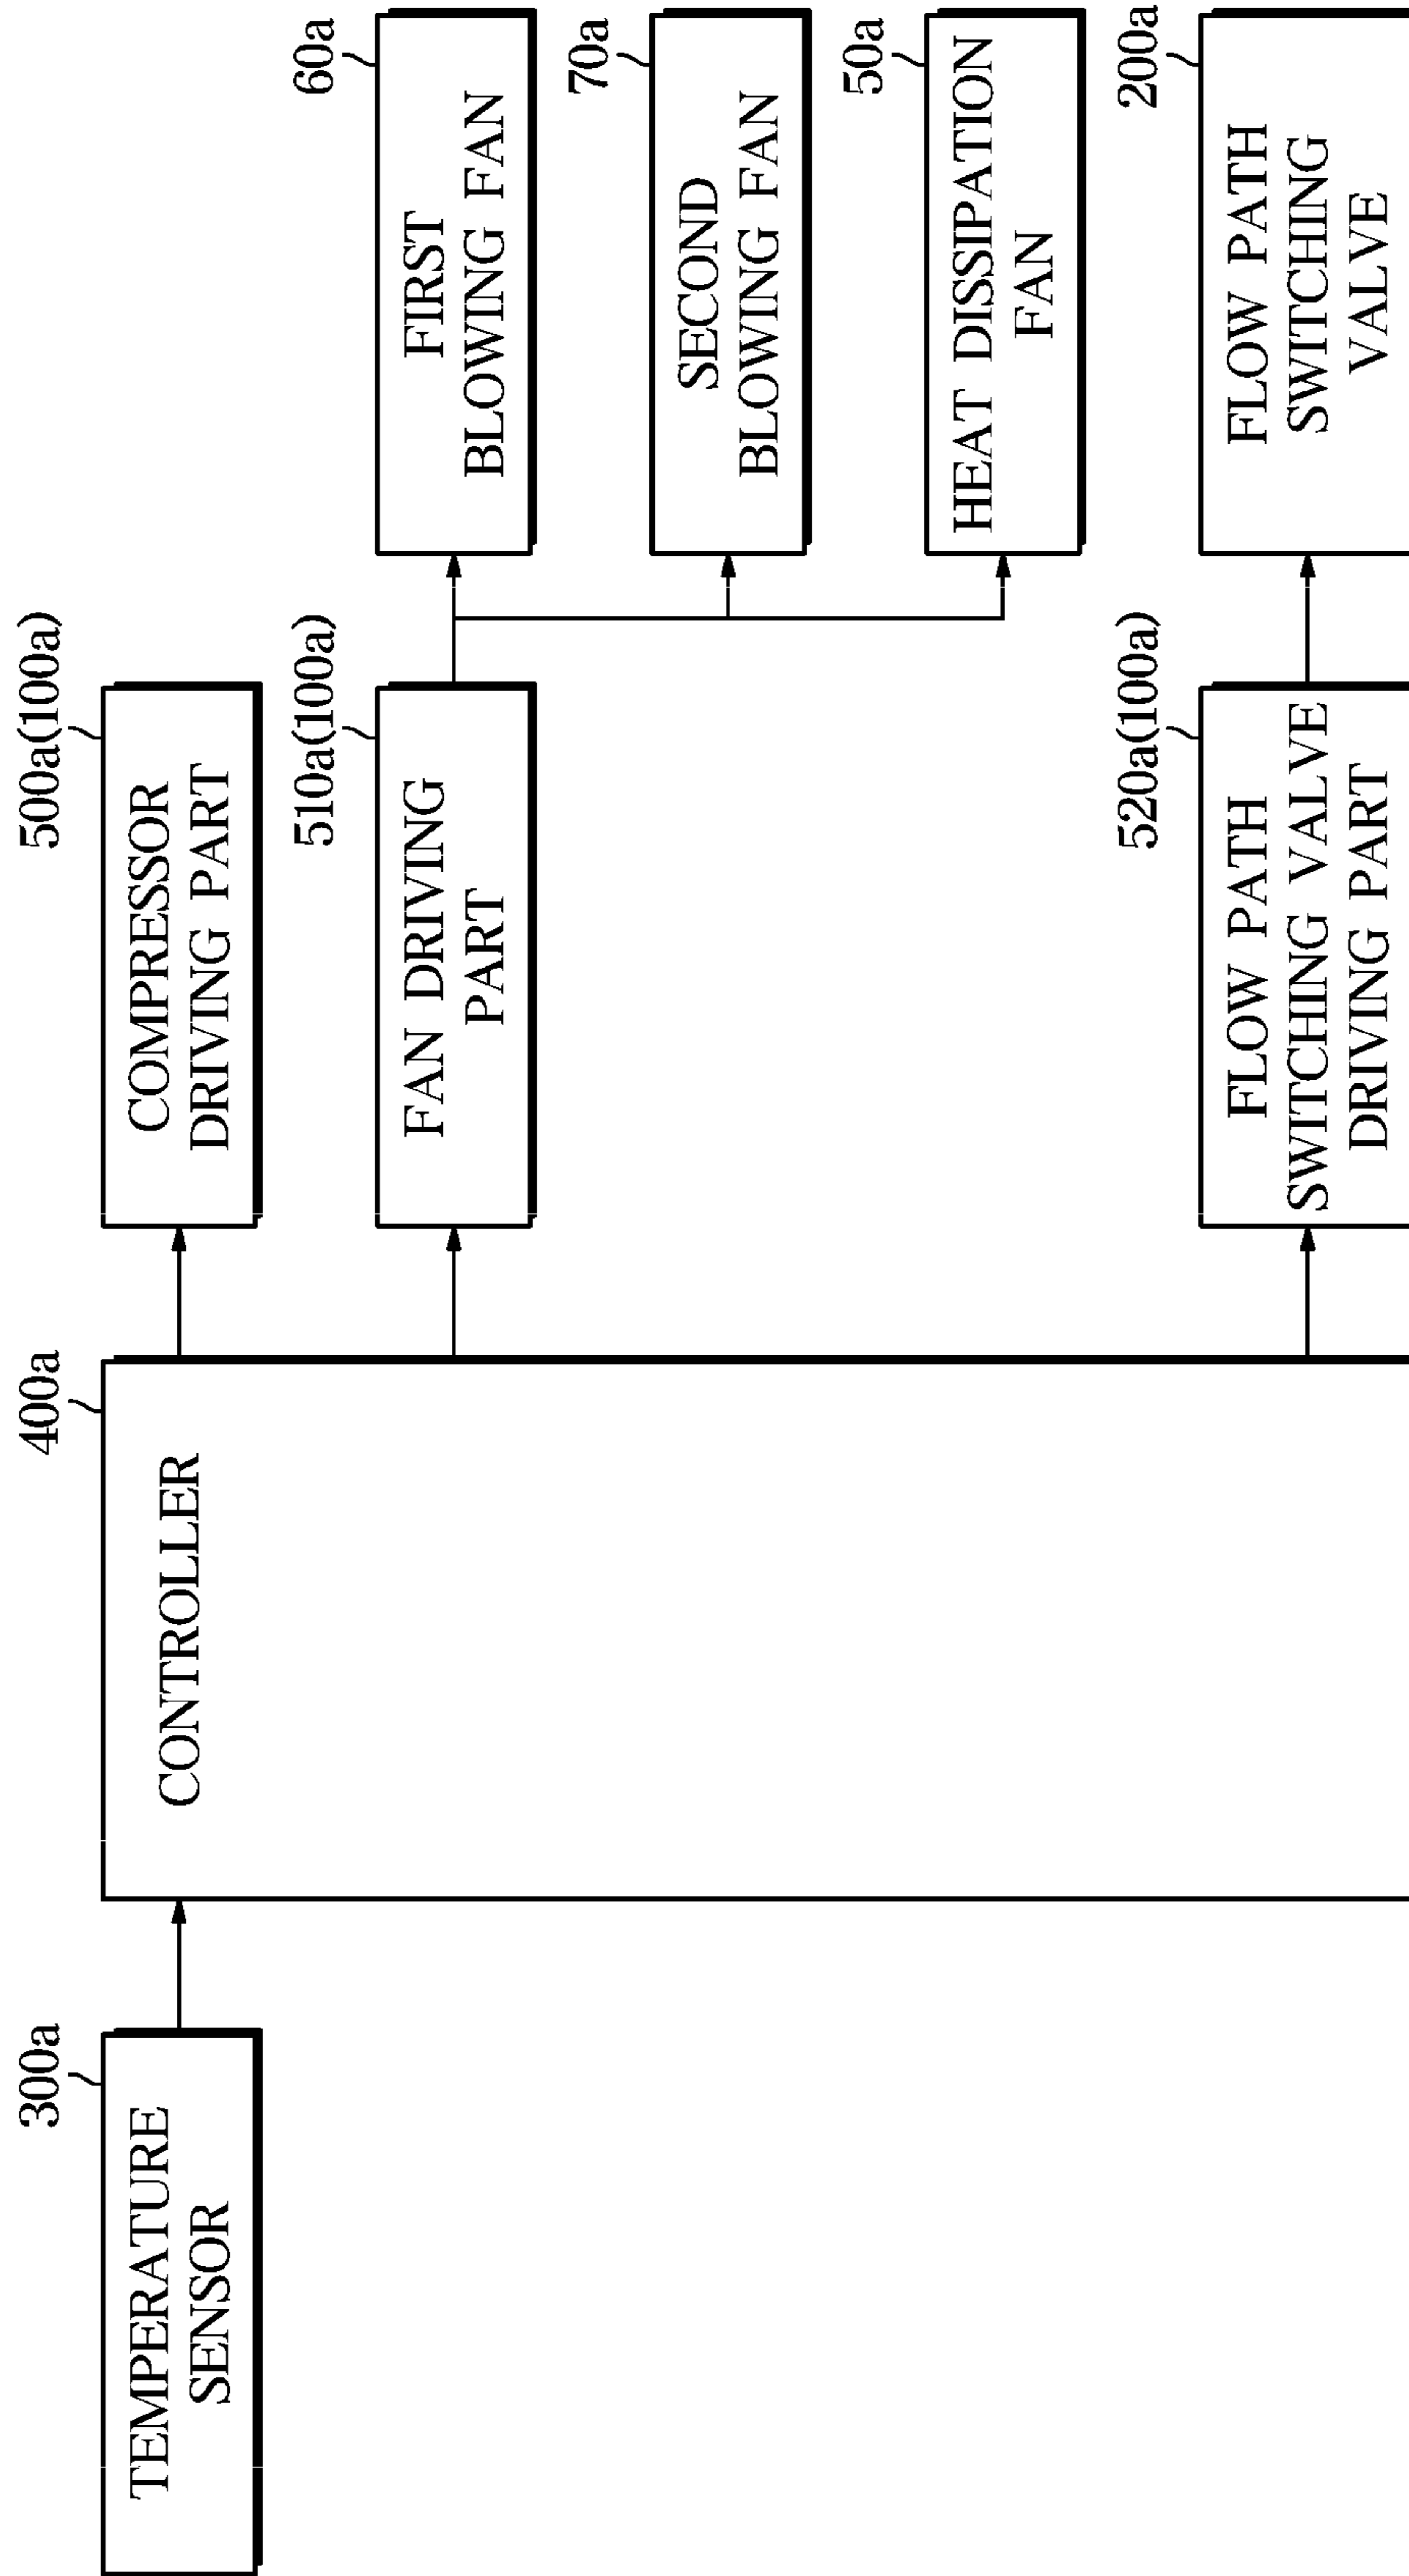 300a
TEMPERATURE
SENSOR
400a
CONTROLLER
500a(100a)
COMPRESSOR
DRIVING PART
510a(100a)
FAN DRIVING
PART
60a
FIRST
BLOWING FAN
70a
SECOND
BLOWING FAN
50a
HEAT DISSIPATION
FAN
520a(100a)
FLOW PATH
SWITCHING VALVE
DRIVING PART
200a
FLOW PATH
SWITCHING
VALVE